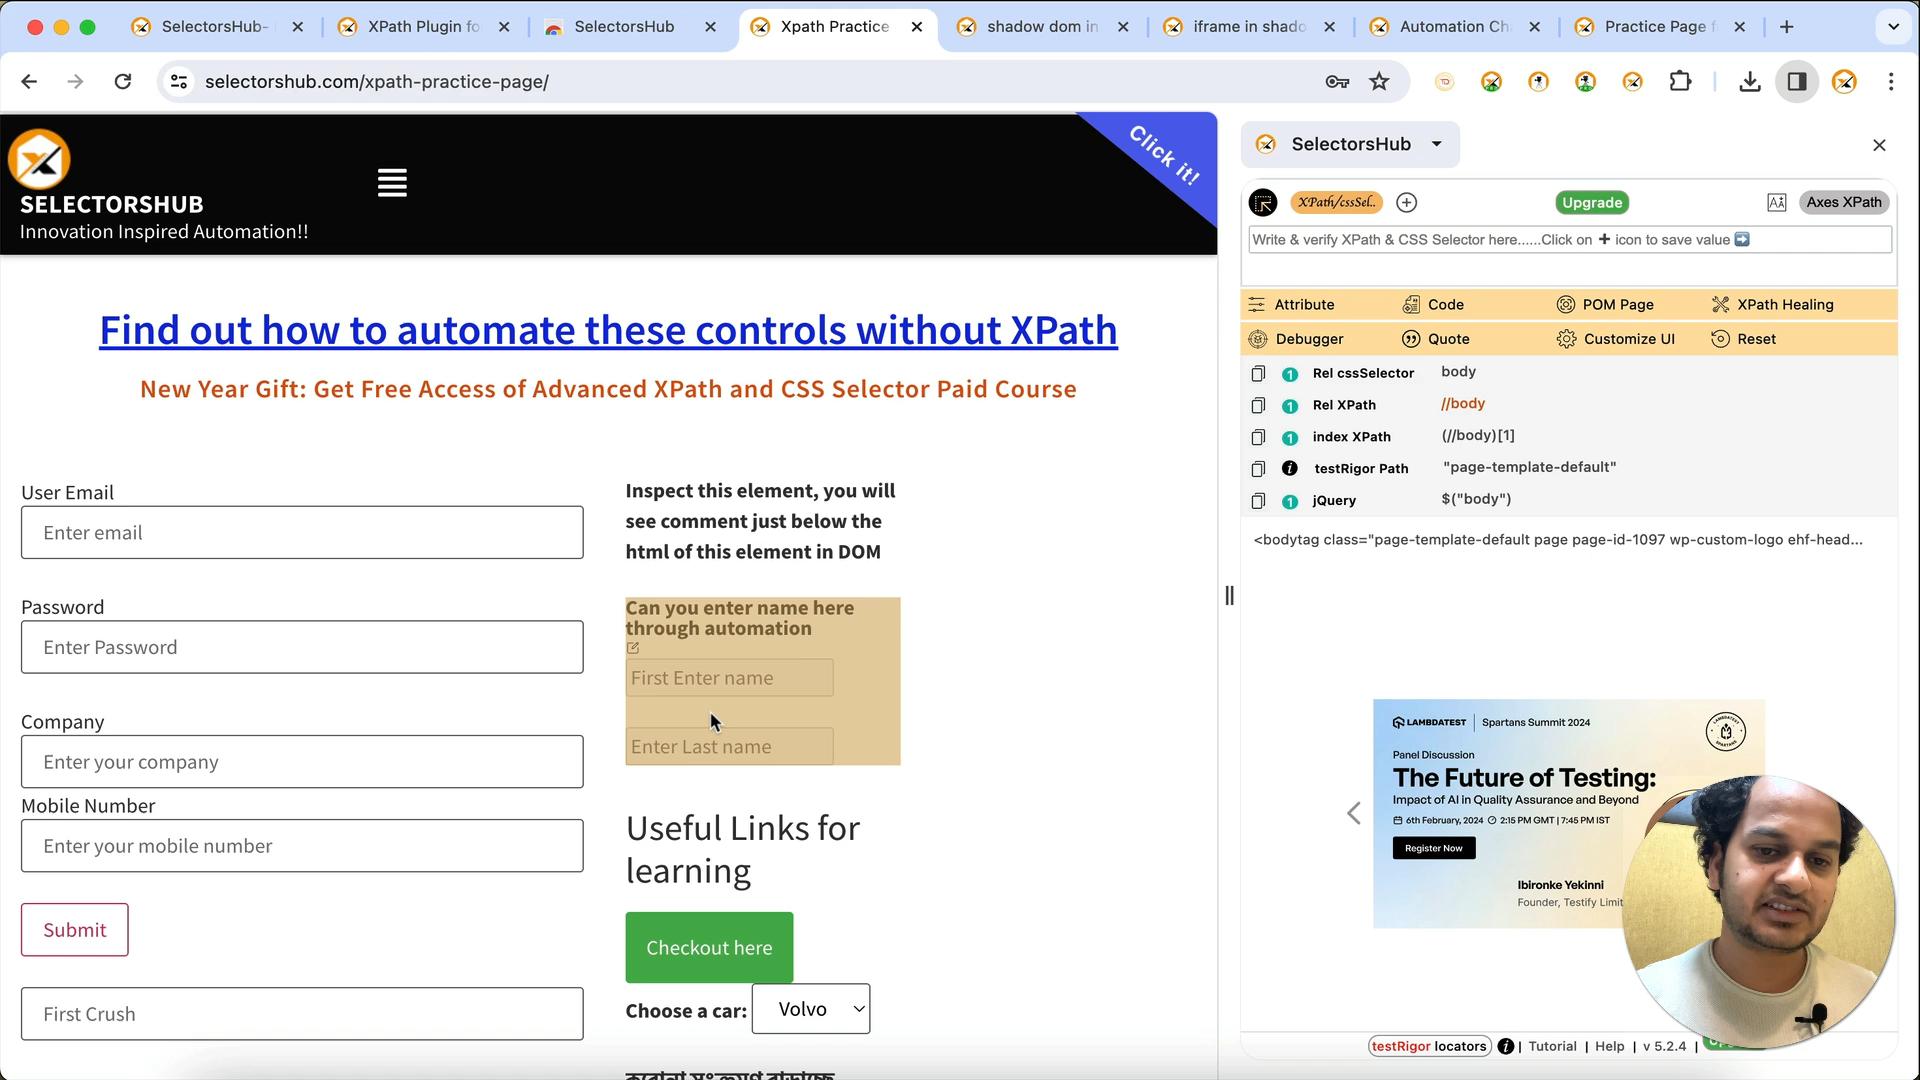 SelectorsHub-
XPath Plugin fo
SelectorsHub
Xpath Practice
shadow dom in
iframe in shado
Automation Ch
Practice Page f
selectorshub.com/xpath-practice-page/
SELECTORSHUB
Innovation Inspired Automation!!
Click it!
Find out how to automate these controls without XPath
New Year Gift: Get Free Access of Advanced XPath and CSS Selector Paid Course
User Email
Enter email
Password
Enter Password
Company
Enter your company
Mobile Number
Enter your mobile number
Submit
First Crush
Inspect this element, you will
see comment just below the
html of this element in DOM
Can you enter name here
through automation
First Enter name
Enter Last name
Useful Links for
learning
Checkout here
Choose a car: Volvo
SelectorsHub
XPath/cssSel..
Upgrade
Axes XPath
Write & verify XPath & CSS Selector here......Click on + icon to save value
Attribute Code POM Page XPath Healing
Debugger Quote Customize UI Reset
1 Rel cssSelector body
1 Rel XPath //body
1 index XPath (//body)[1]
i testRigor Path "page-template-default"
1 jQuery $("body")
<bodytag class="page-template-default page page-id-1097 wp-custom-logo ehf-head...
LAMBDATEST | Spartans Summit 2024
Panel Discussion
The Future of Testing:
Impact of AI in Quality Assurance and Beyond
6th February, 2024 2:15 PM GMT | 7:45 PM IST
Register Now
Ibironke Yekinni
Founder, Testify Limit
testRigor locators i | Tutorial | Help | v 5.2.4 |